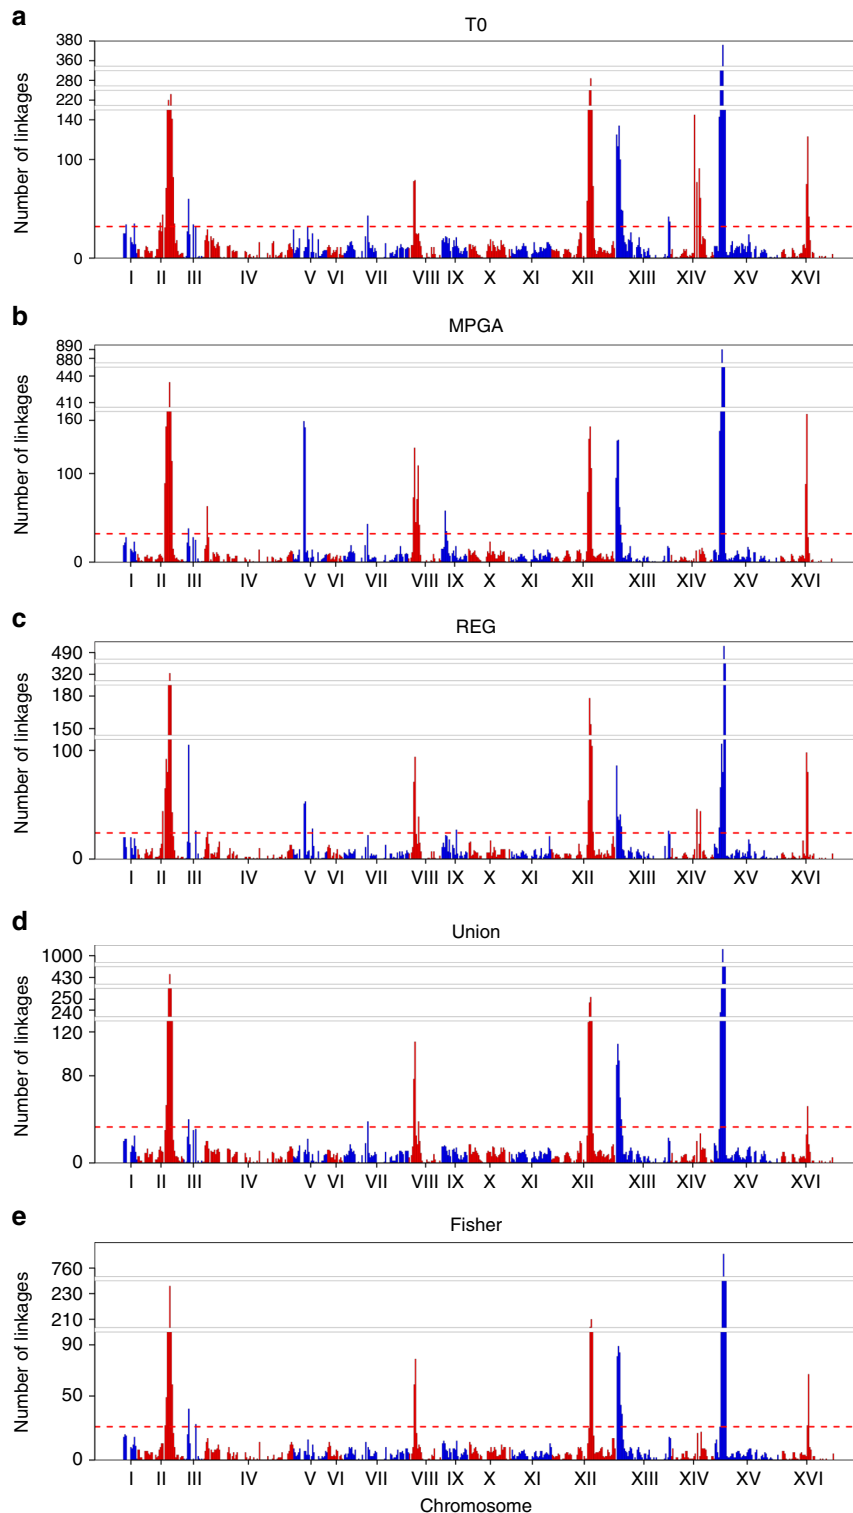 a
T0
Number of linkages
380
360
280
220
140
100
0
I II III IV V VI VII VIII IX X XI XII XIII XIV XV XVI
b
MPGA
Number of linkages
890
880
440
410
160
100
0
I II III IV V VI VII VIII IX X XI XII XIII XIV XV XVI
c
REG
Number of linkages
490
320
180
150
100
0
I II III IV V VI VII VIII IX X XI XII XIII XIV XV XVI
d
Union
Number of linkages
1000
430
250
240
120
80
0
I II III IV V VI VII VIII IX X XI XII XIII XIV XV XVI
e
Fisher
Number of linkages
760
230
210
90
50
0
I II III IV V VI VII VIII IX X XI XII XIII XIV XV XVI
Chromosome